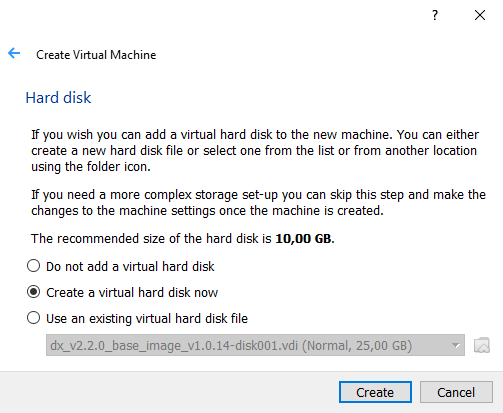 ?
Create Virtual Machine
Hard disk
If you wish you can add a virtual hard disk to the new machine. You can either
create a new hard disk file or select one from the list or from another location
using the folder icon.
If you need a more complex storage set-up you can skip this step and make the
changes to the machine settings once the machine is created.
The recommended size of the hard disk is 10,00 GB.
Do not add a virtual hard disk
Create a virtual hard disk now
Use an existing virtual hard disk file
dx_v2.2.0_base_image_v1.0.14-disk001.vdi (Normal, 25,00 GB)
Create Cancel